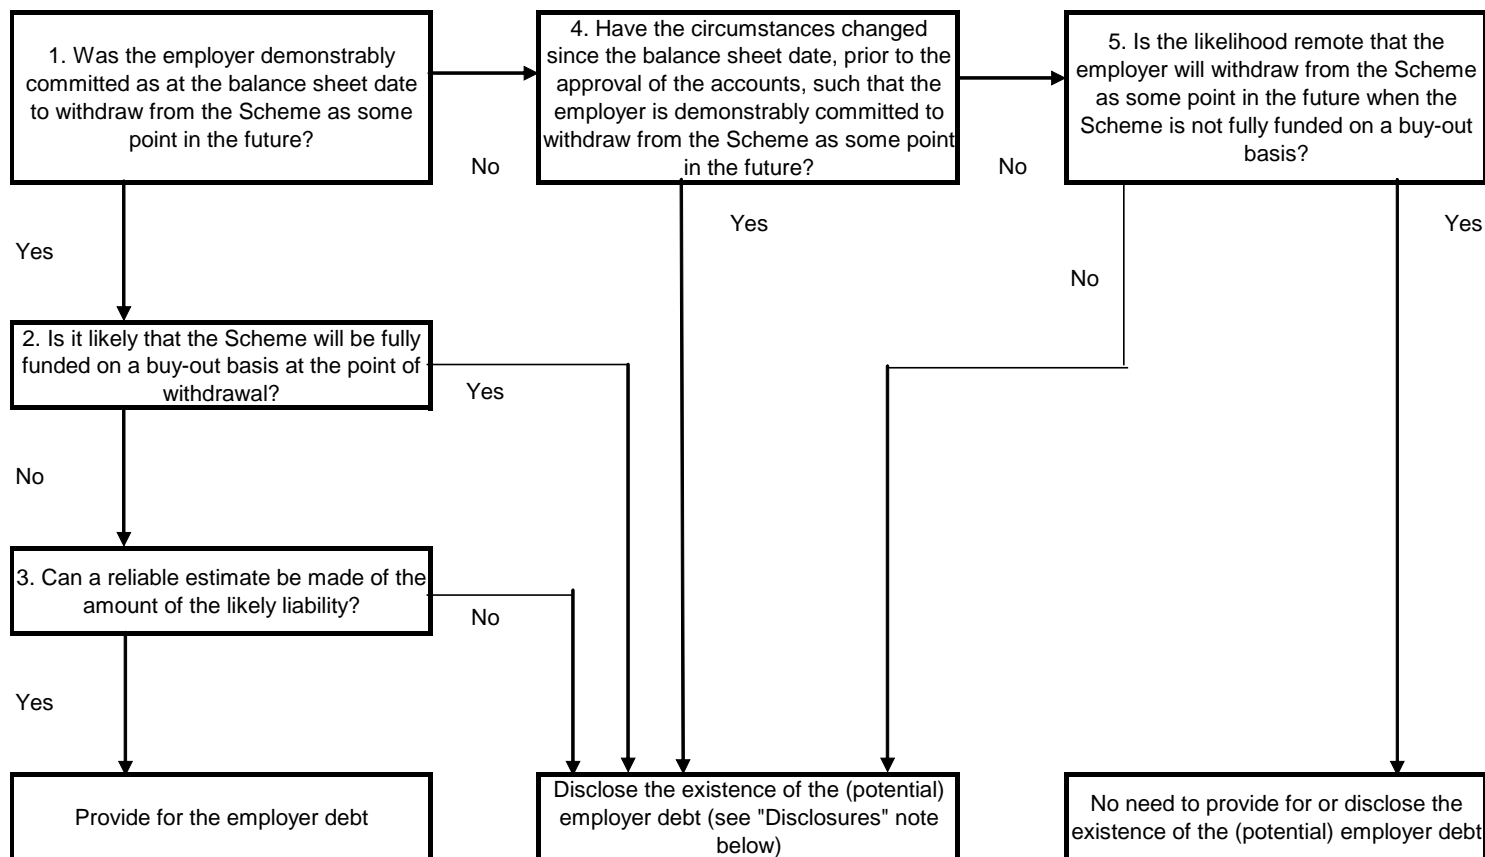 1. Was the employer demonstrably
committed as at the balance sheet date
to withdraw from the Scheme as some
point in the future?
No
4. Have the circumstances changed
since the balance sheet date, prior to the
approval of the accounts, such that the
employer is demonstrably committed to
withdraw from the Scheme as some point
in the future?
No
5. Is the likelihood remote that the
employer will withdraw from the Scheme
as some point in the future when the
Scheme is not fully funded on a buy-out
basis?
Yes
Yes
Yes
No
2. Is it likely that the Scheme will be fully
funded on a buy-out basis at the point of
withdrawal?
Yes
No
3. Can a reliable estimate be made of the
amount of the likely liability?
No
Yes
Provide for the employer debt
Disclose the existence of the (potential)
employer debt (see "Disclosures" note
below)
No need to provide for or disclose the
existence of the (potential) employer debt